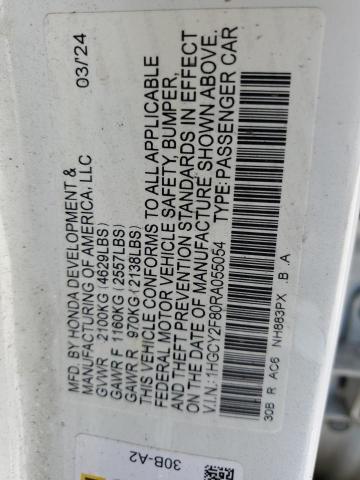 MFD. BY HONDA DEVELOPMENT & 03/'24
MANUFACTURING OF AMERICA, LLC
GVWR 2100KG(4629LBS)
GAWR F 1160KG(2557LBS)
GAWR R 970KG(2138LBS)
THIS VEHICLE CONFORMS TO ALL APPLICABLE
FEDERAL MOTOR VEHICLE SAFETY, BUMPER,
AND THEFT PREVENTION STANDARDS IN EFFECT
ON THE DATE OF MANUFACTURE SHOWN ABOVE.
V.I.N.:1HGCY2F80RA055054 TYPE:PASSENGER CAR
30B R AC6 NH883PX .B .A
30B-A2